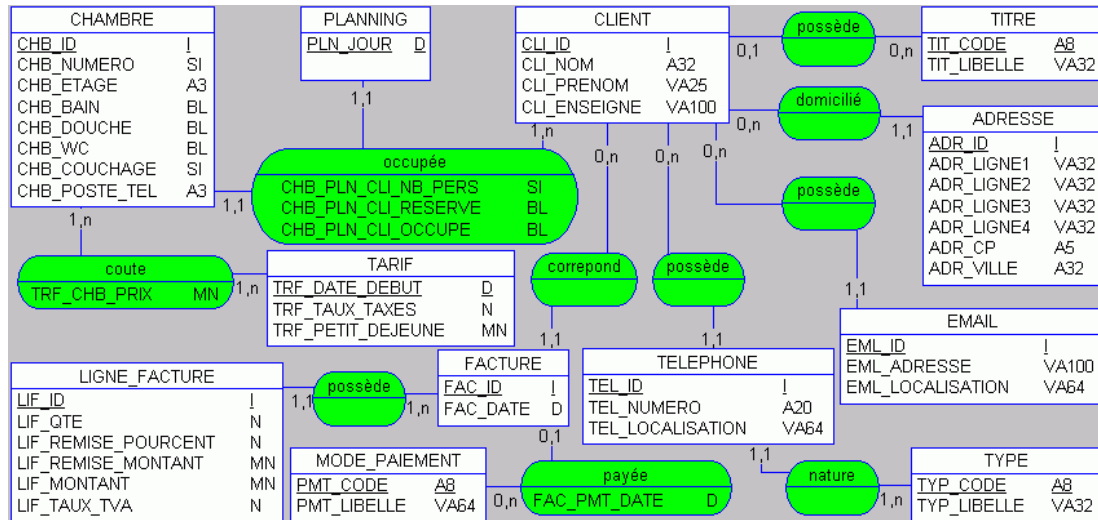 CHAMBRE
CHB_ID I
CHB_NUMERO SI
CHB_ETAGE A3
CHB_BAIN BL
CHB_DOUCHE BL
CHB_WC BL
CHB_COUCHAGE SI
CHB_POSTE_TEL A3
PLANNING
PLN_JOUR D
CLIENT
CLI_ID I
CLI_NOM A32
CLI_PRENOM VA25
CLI_ENSEIGNE VA100
possède
0,1
0,n
TITRE
TIT_CODE A8
TIT_LIBELLE VA32
domicilié
0,n
1,1
ADRESSE
ADR_ID I
ADR_LIGNE1 VA32
ADR_LIGNE2 VA32
ADR_LIGNE3 VA32
ADR_LIGNE4 VA32
ADR_CP A5
ADR_VILLE A32
1,1
1,n
1,1
occupée
CHB_PLN_CLI_NB_PERS SI
CHB_PLN_CLI_RESERVE BL
CHB_PLN_CLI_OCCUPE BL
0,n
0,n
0,n
possède
1,1
1,n
coute
TRF_CHB_PRIX MN
1,n
TARIF
TRF_DATE_DEBUT D
TRF_TAUX_TAXES N
TRF_PETIT_DEJEUNE MN
correpond
1,1
possède
1,1
EMAIL
EML_ID I
EML_ADRESSE VA100
EML_LOCALISATION VA64
LIGNE_FACTURE
LIF_ID I
LIF_QTE N
LIF_REMISE_POURCENT N
LIF_REMISE_MONTANT MN
LIF_MONTANT MN
LIF_TAUX_TVA N
possède
1,1
1,n
FACTURE
FAC_ID I
FAC_DATE D
0,1
TELEPHONE
TEL_ID I
TEL_NUMERO A20
TEL_LOCALISATION VA64
1,1
MODE_PAIEMENT
PMT_CODE A8
PMT_LIBELLE VA64
0,n
payée
FAC_PMT_DATE D
nature
1,n
TYPE
TYP_CODE A8
TYP_LIBELLE VA32